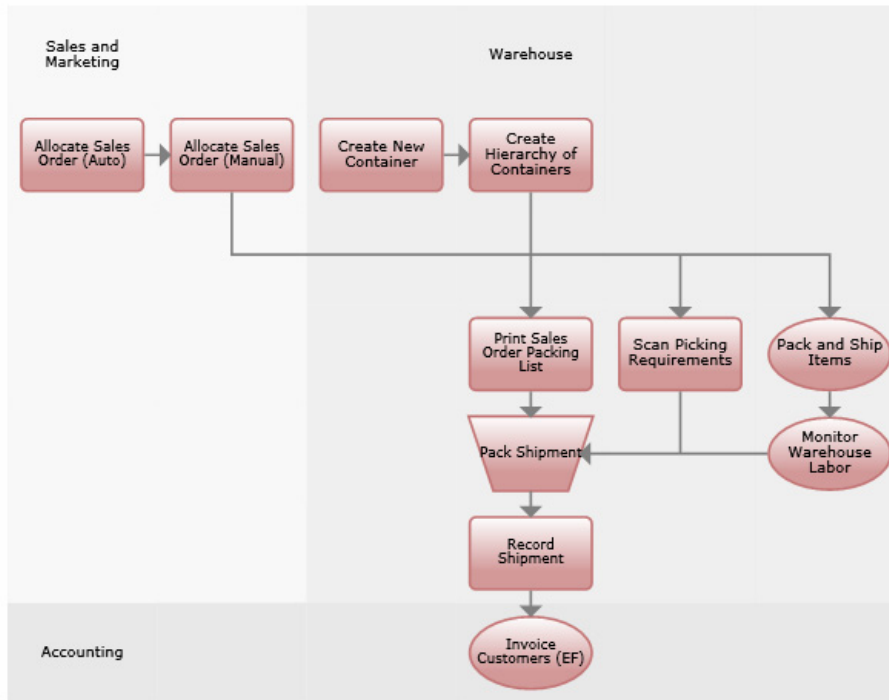 Sales and
Marketing
Warehouse
Allocate Sales
Order (Auto)
Allocate Sales
Order (Manual)
Create New
Container
Create
Hierarchy of
Containers
Print Sales
Order Packing
List
Scan Picking
Requirements
Pack and Ship
Items
Pack Shipment
Monitor
Warehouse
Labor
Record
Shipment
Accounting
Invoice
Customers (EF)